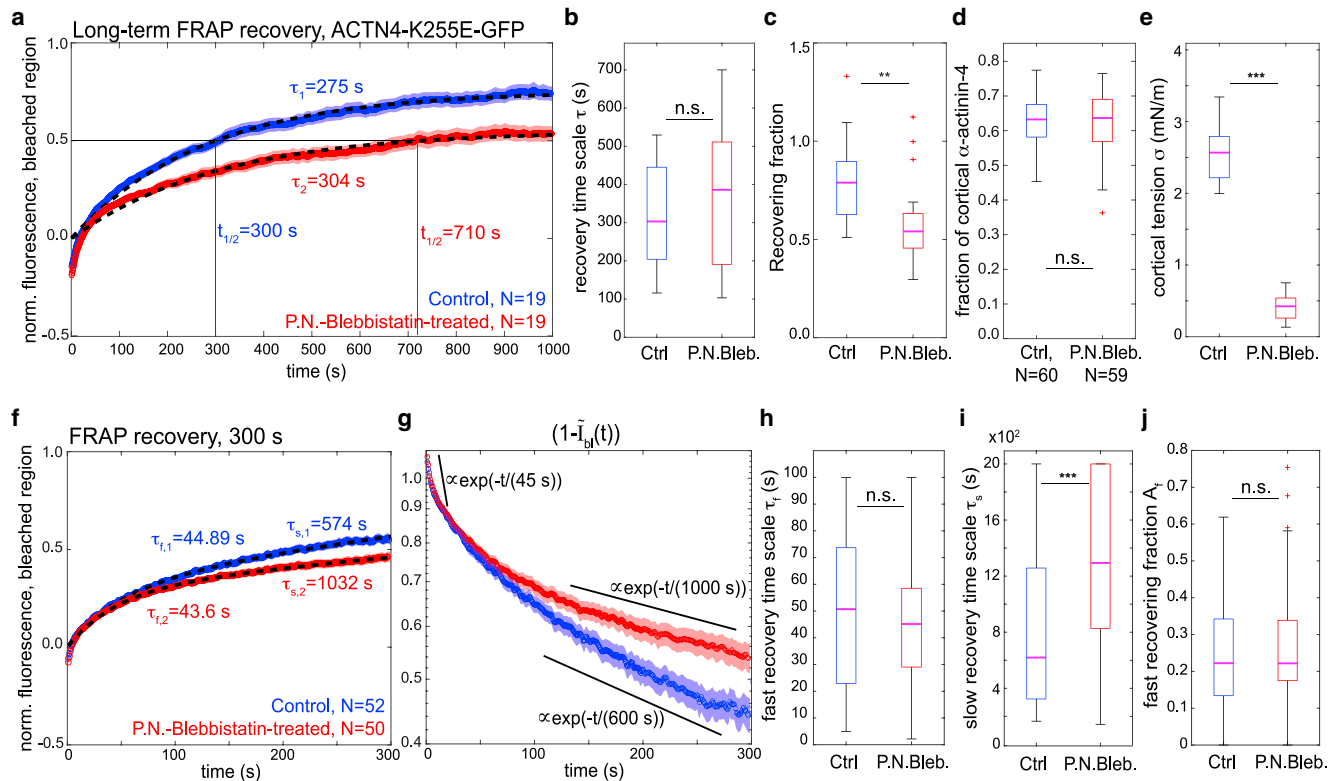 a
Long-term FRAP recovery, ACTN4-K255E-GFP
norm. fluorescence, bleached region
1.0
0.5
0.0
-0.5
τ1=275 s
τ2=304 s
t1/2=300 s
t1/2=710 s
Control, N=19
P.N.-Blebbistatin-treated, N=19
0 100 200 300 400 500 600 700 800 900 1000
time (s)
b
recovery time scale τ (s)
700
600
500
400
300
200
100
0
n.s.
Ctrl P.N.Bleb.
c
Recovering fraction
1.5
1.0
0.5
0.0
**
Ctrl P.N.Bleb.
d
fraction of cortical α-actinin-4
0.8
0.7
0.6
0.5
0.4
0.3
0.2
0.1
0.0
n.s.
Ctrl, P.N.Bleb.
N=60 N=59
e
cortical tension σ (mN/m)
4
3
2
1
0
***
Ctrl P.N.Bleb.
f
FRAP recovery, 300 s
norm. fluorescence, bleached region
1.0
0.5
0.0
-0.5
τf,1=44.89 s
τs,1=574 s
τf,2=43.6 s
τs,2=1032 s
Control, N=52
P.N.-Blebbistatin-treated, N=50
0 100 200 300
time (s)
g
(1-Ĩbl(t))
1.0
0.9
0.8
0.7
0.6
0.5
0.4
∝exp(-t/(45 s))
∝exp(-t/(1000 s))
∝exp(-t/(600 s))
0 100 200 300
time (s)
h
fast recovery time scale τf (s)
100
90
80
70
60
50
40
30
20
10
0
n.s.
Ctrl P.N.Bleb.
i
slow recovery time scale τs (s)
x10²
20
16
12
8
4
0
***
Ctrl P.N.Bleb.
j
fast recovering fraction Af
0.8
0.7
0.6
0.5
0.4
0.3
0.2
0.1
0
n.s.
Ctrl P.N.Bleb.